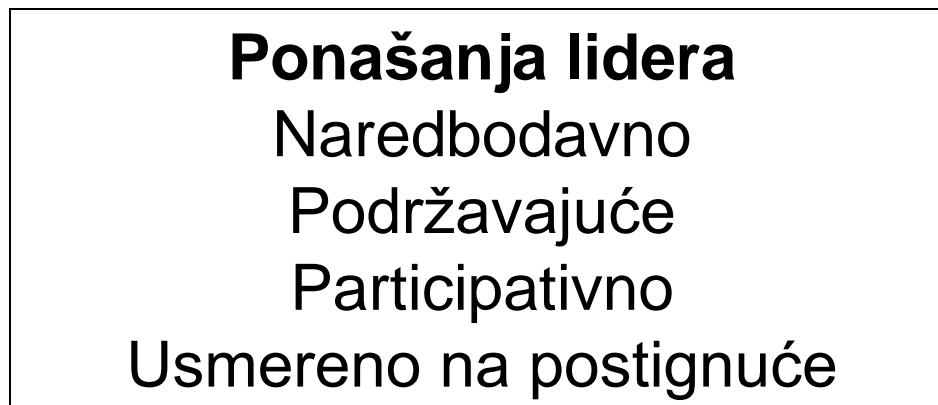 Ponašanja lidera
Naredbodavno
Podržavajuće
Participativno
Usmereno na postignuće